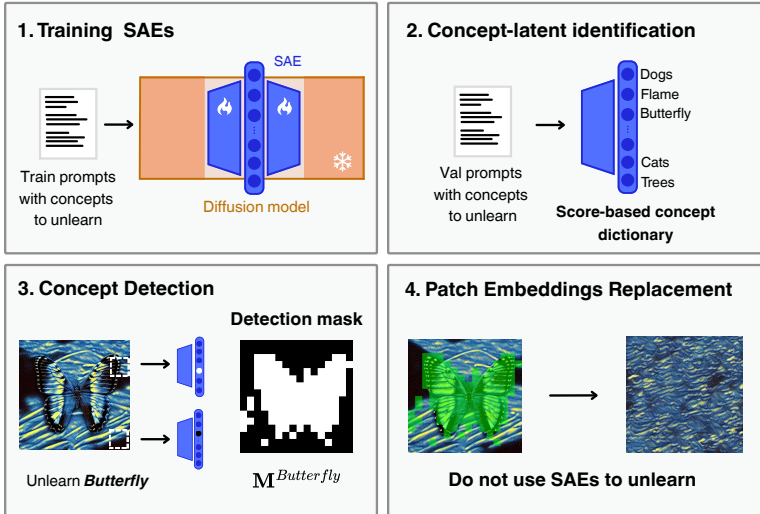 1. Training SAEs
SAE
Train prompts
with concepts
to unlearn
Diffusion model
2. Concept-latent identification
Dogs
Flame
Butterfly
Cats
Trees
Val prompts
with concepts
to unlearn
Score-based concept
dictionary
3. Concept Detection
Detection mask
Unlearn Butterfly
M^{Butterfly}
4. Patch Embeddings Replacement
Do not use SAEs to unlearn